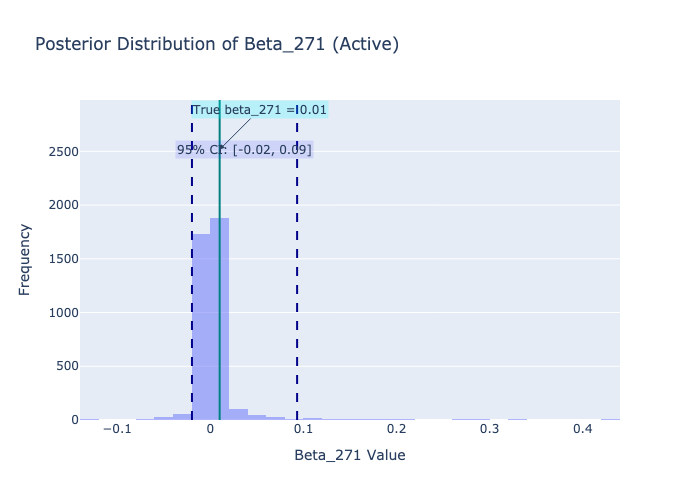 Posterior Distribution of Beta_271 (Active)
True beta_271 = 0.01
95% CI: [-0.02, 0.09]
2500
2000
1500
1000
500
0
Frequency
−0.1
0
0.1
0.2
0.3
0.4
Beta_271 Value